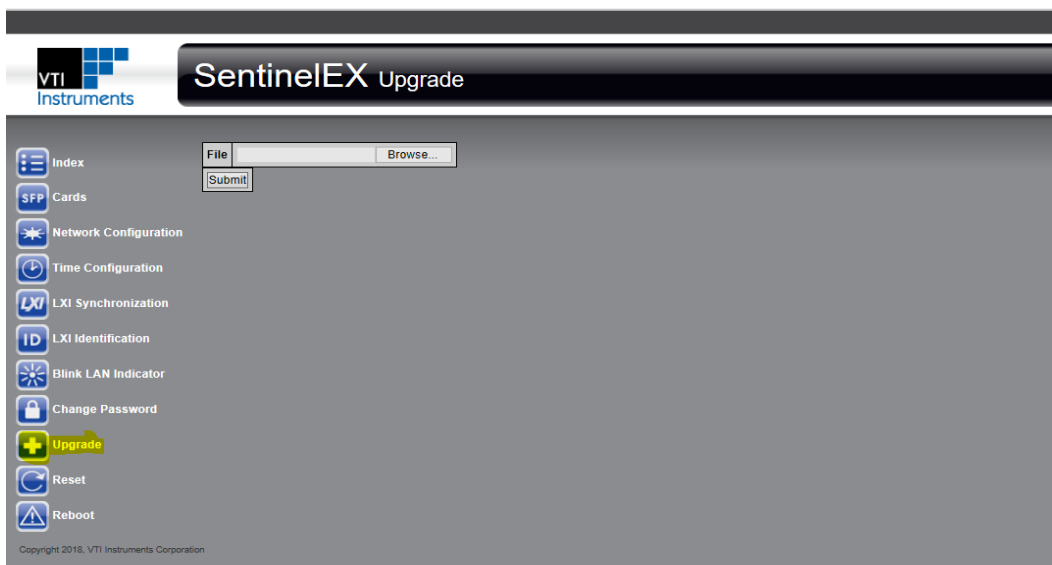 VTI
Instruments
SentinelEX Upgrade
File Browse...
Submit
Index
SFP Cards
Network Configuration
Time Configuration
LXI LXI Synchronization
ID LXI Identification
Blink LAN Indicator
Change Password
Upgrade
Reset
Reboot
Copyright 2018, VTI Instruments Corporation